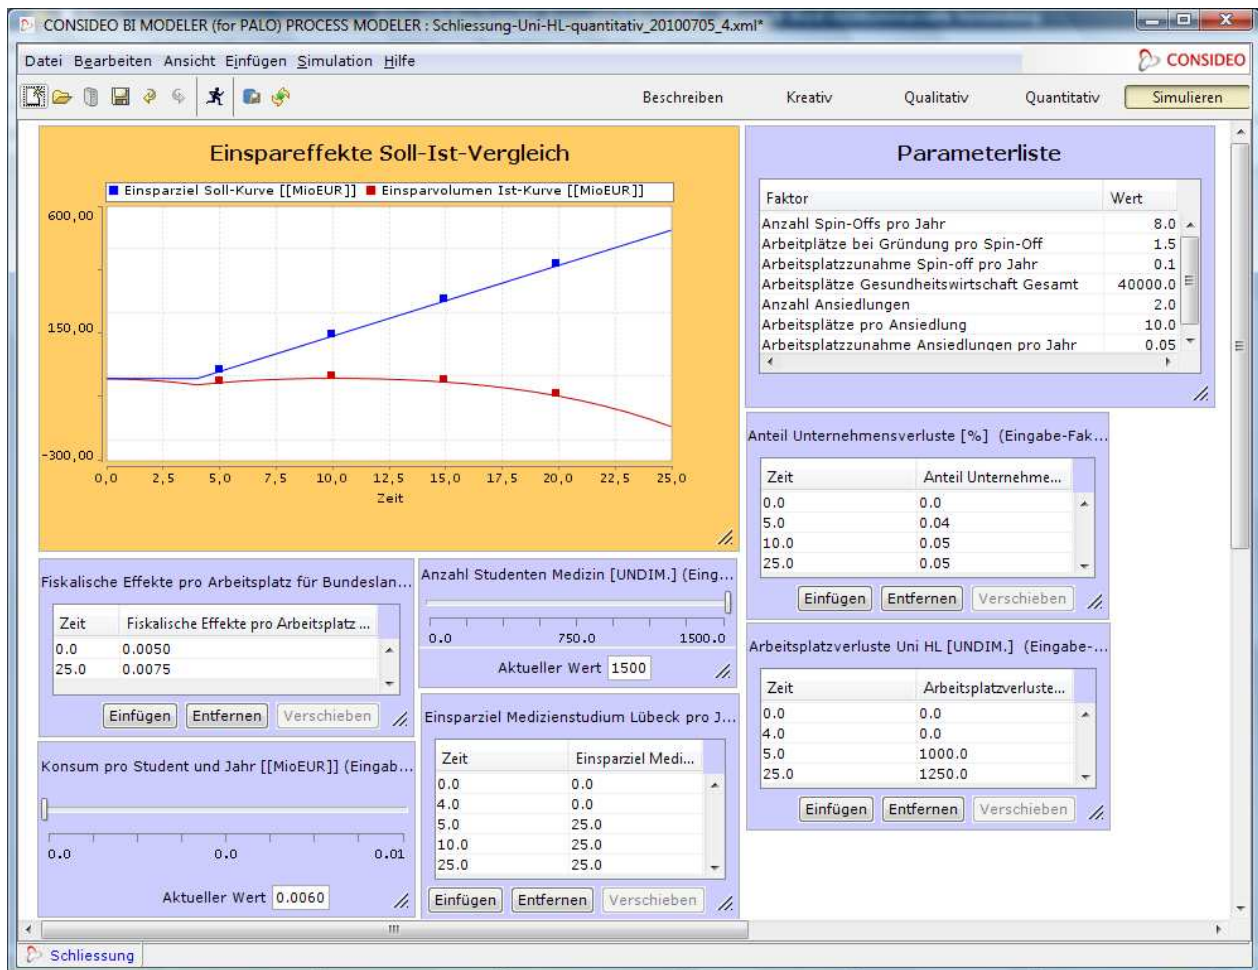 CONSIDEO BI MODELER (for PALO) PROCESS MODELER : Schliessung-Uni-HL-quantitativ_20100705_4.xml*
Datei Bearbeiten Ansicht Einfügen Simulation Hilfe
CONSIDEO
Beschreiben Kreativ Qualitativ Quantitativ Simulieren
Einspareffekte Soll-Ist-Vergleich
Einsparziel Soll-Kurve [[MioEUR]] Einsparvolumen Ist-Kurve [[MioEUR]]
600,00
150,00
-300,00
0,0 2,5 5,0 7,5 10,0 12,5 15,0 17,5 20,0 22,5 25,0
Zeit
Parameterliste
Faktor Wert
Anzahl Spin-Offs pro Jahr 8.0
Arbeitplätze bei Gründung pro Spin-Off 1.5
Arbeitsplatzzunahme Spin-off pro Jahr 0.1
Arbeitsplätze Gesundheitswirtschaft Gesamt 40000.0
Anzahl Ansiedlungen 2.0
Arbeitsplätze pro Ansiedlung 10.0
Arbeitsplatzzunahme Ansiedlungen pro Jahr 0.05
Anteil Unternehmensverluste [%] (Eingabe-Fak...
Zeit Anteil Unternehme...
0.0 0.0
5.0 0.04
10.0 0.05
25.0 0.05
Einfügen Entfernen Verschieben
Fiskalische Effekte pro Arbeitsplatz für Bundeslan...
Zeit Fiskalische Effekte pro Arbeitsplatz ...
0.0 0.0050
25.0 0.0075
Einfügen Entfernen Verschieben
Anzahl Studenten Medizin [UNDIM.] (Eing...
0.0 750.0 1500.0
Aktueller Wert 1500
Arbeitsplatzverluste Uni HL [UNDIM.] (Eingabe-...
Zeit Arbeitsplatzverluste...
0.0 0.0
4.0 0.0
5.0 1000.0
25.0 1250.0
Einfügen Entfernen Verschieben
Konsum pro Student und Jahr [[MioEUR]] (Eingab...
0.0 0.0 0.01
Aktueller Wert 0.0060
Einsparziel Medizienstudium Lübeck pro J...
Zeit Einsparziel Medi...
0.0 0.0
4.0 0.0
5.0 25.0
10.0 25.0
25.0 25.0
Einfügen Entfernen Verschieben
Schliessung